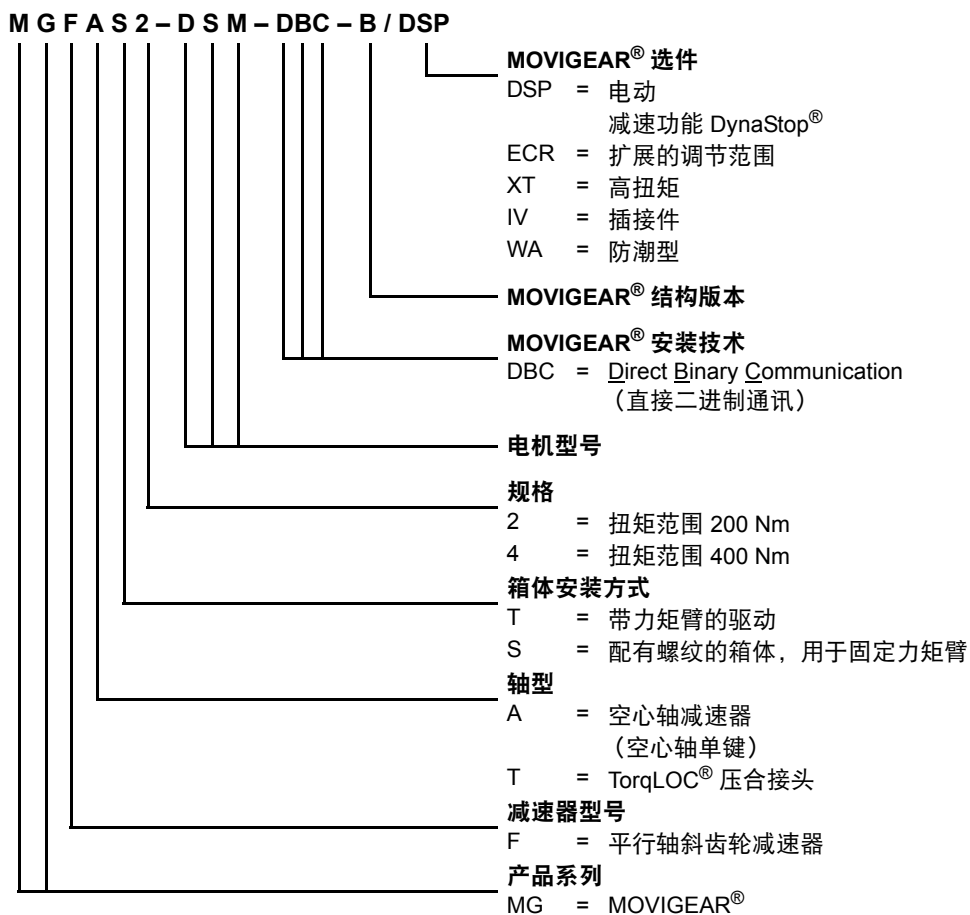 M G F A S 2 – D S M – DBC – B / DSP
MOVIGEAR® 选件
DSP = 电动
减速功能 DynaStop®
ECR = 扩展的调节范围
XT = 高扭矩
IV = 插接件
WA = 防潮型
MOVIGEAR® 结构版本
MOVIGEAR® 安装技术
DBC = Direct Binary Communication
（直接二进制通讯）
电机型号
规格
2 = 扭矩范围 200 Nm
4 = 扭矩范围 400 Nm
箱体安装方式
T = 带力矩臂的驱动
S = 配有螺纹的箱体，用于固定力矩臂
轴型
A = 空心轴减速器
（空心轴单键）
T = TorqLOC® 压合接头
减速器型号
F = 平行轴斜齿轮减速器
产品系列
MG = MOVIGEAR®